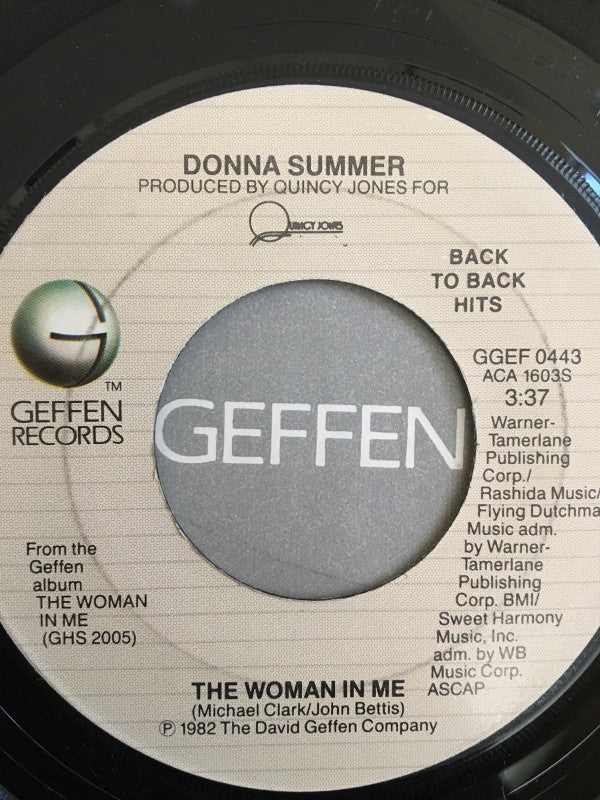 DONNA SUMMER
PRODUCED BY QUINCY JONES FOR
QUINCY JONES
BACK
TO BACK
HITS
GGEF 0443
ACA 1603S
3:37
TM
GEFFEN
RECORDS
GEFFEN
Warner-
Tamerlane
Publishing
Corp./
Rashida Music/
Flying Dutchma
Music adm.
by Warner-
Tamerlane
Publishing
Corp. BMI/
Sweet Harmony
Music, Inc.
adm. by WB
Music Corp.
ASCAP
From the
Geffen
album
THE WOMAN
IN ME
(GHS 2005)
THE WOMAN IN ME
(Michael Clark/John Bettis)
℗ 1982 The David Geffen Company